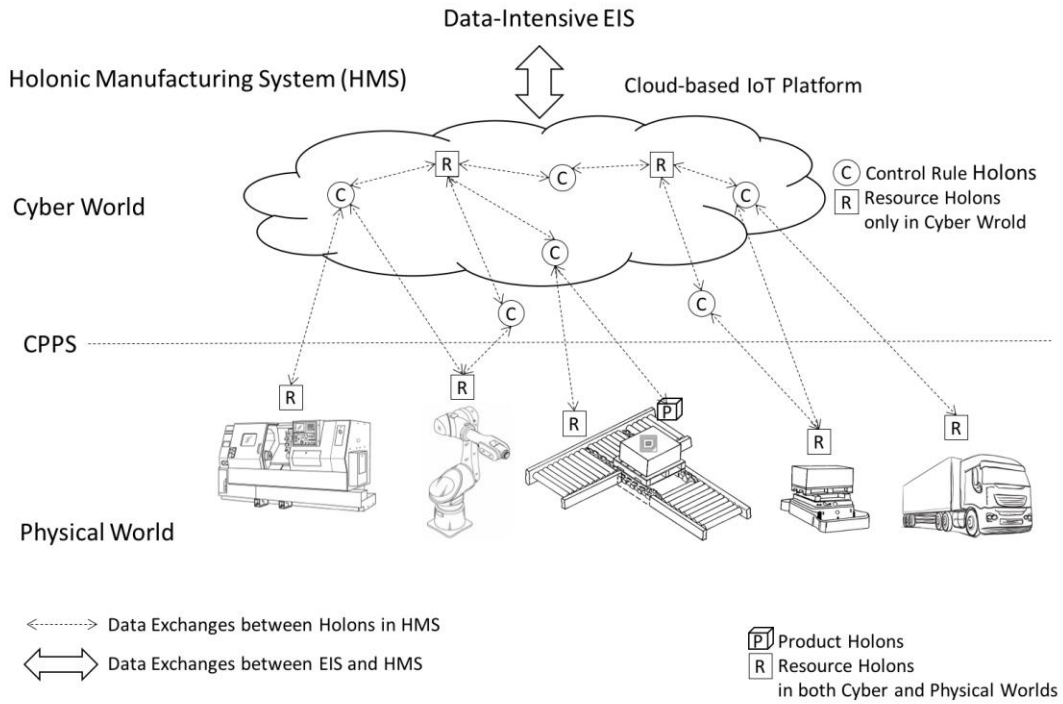 Data-Intensive EIS
Holonic Manufacturing System (HMS)
Cloud-based IoT Platform
R
R
C
C
C
C Control Rule Holons
R Resource Holons
only in Cyber Wrold
Cyber World
C
C
C
CPPS
R
R
R
P
R
R
Physical World
Data Exchanges between Holons in HMS
Data Exchanges between EIS and HMS
P Product Holons
R Resource Holons
in both Cyber and Physical Worlds